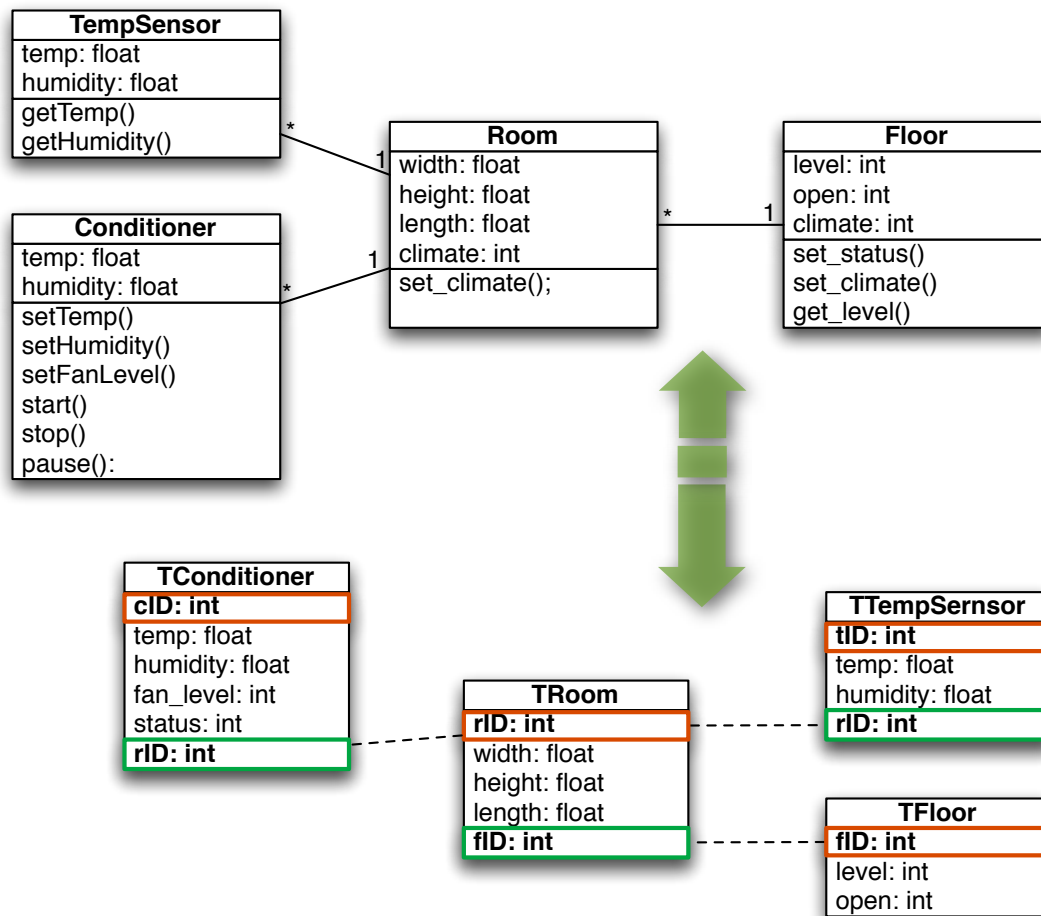 TempSensor
temp: float
humidity: float
getTemp()
getHumidity()
*
1
Conditioner
temp: float
humidity: float
setTemp()
setHumidity()
setFanLevel()
start()
stop()
pause():
*
1
Room
width: float
height: float
length: float
climate: int
set_climate();
*
1
Floor
level: int
open: int
climate: int
set_status()
set_climate()
get_level()
TConditioner
cID: int
temp: float
humidity: float
fan_level: int
status: int
rID: int
TRoom
rID: int
width: float
height: float
length: float
fID: int
TTempSernsor
tID: int
temp: float
humidity: float
rID: int
TFloor
fID: int
level: int
open: int